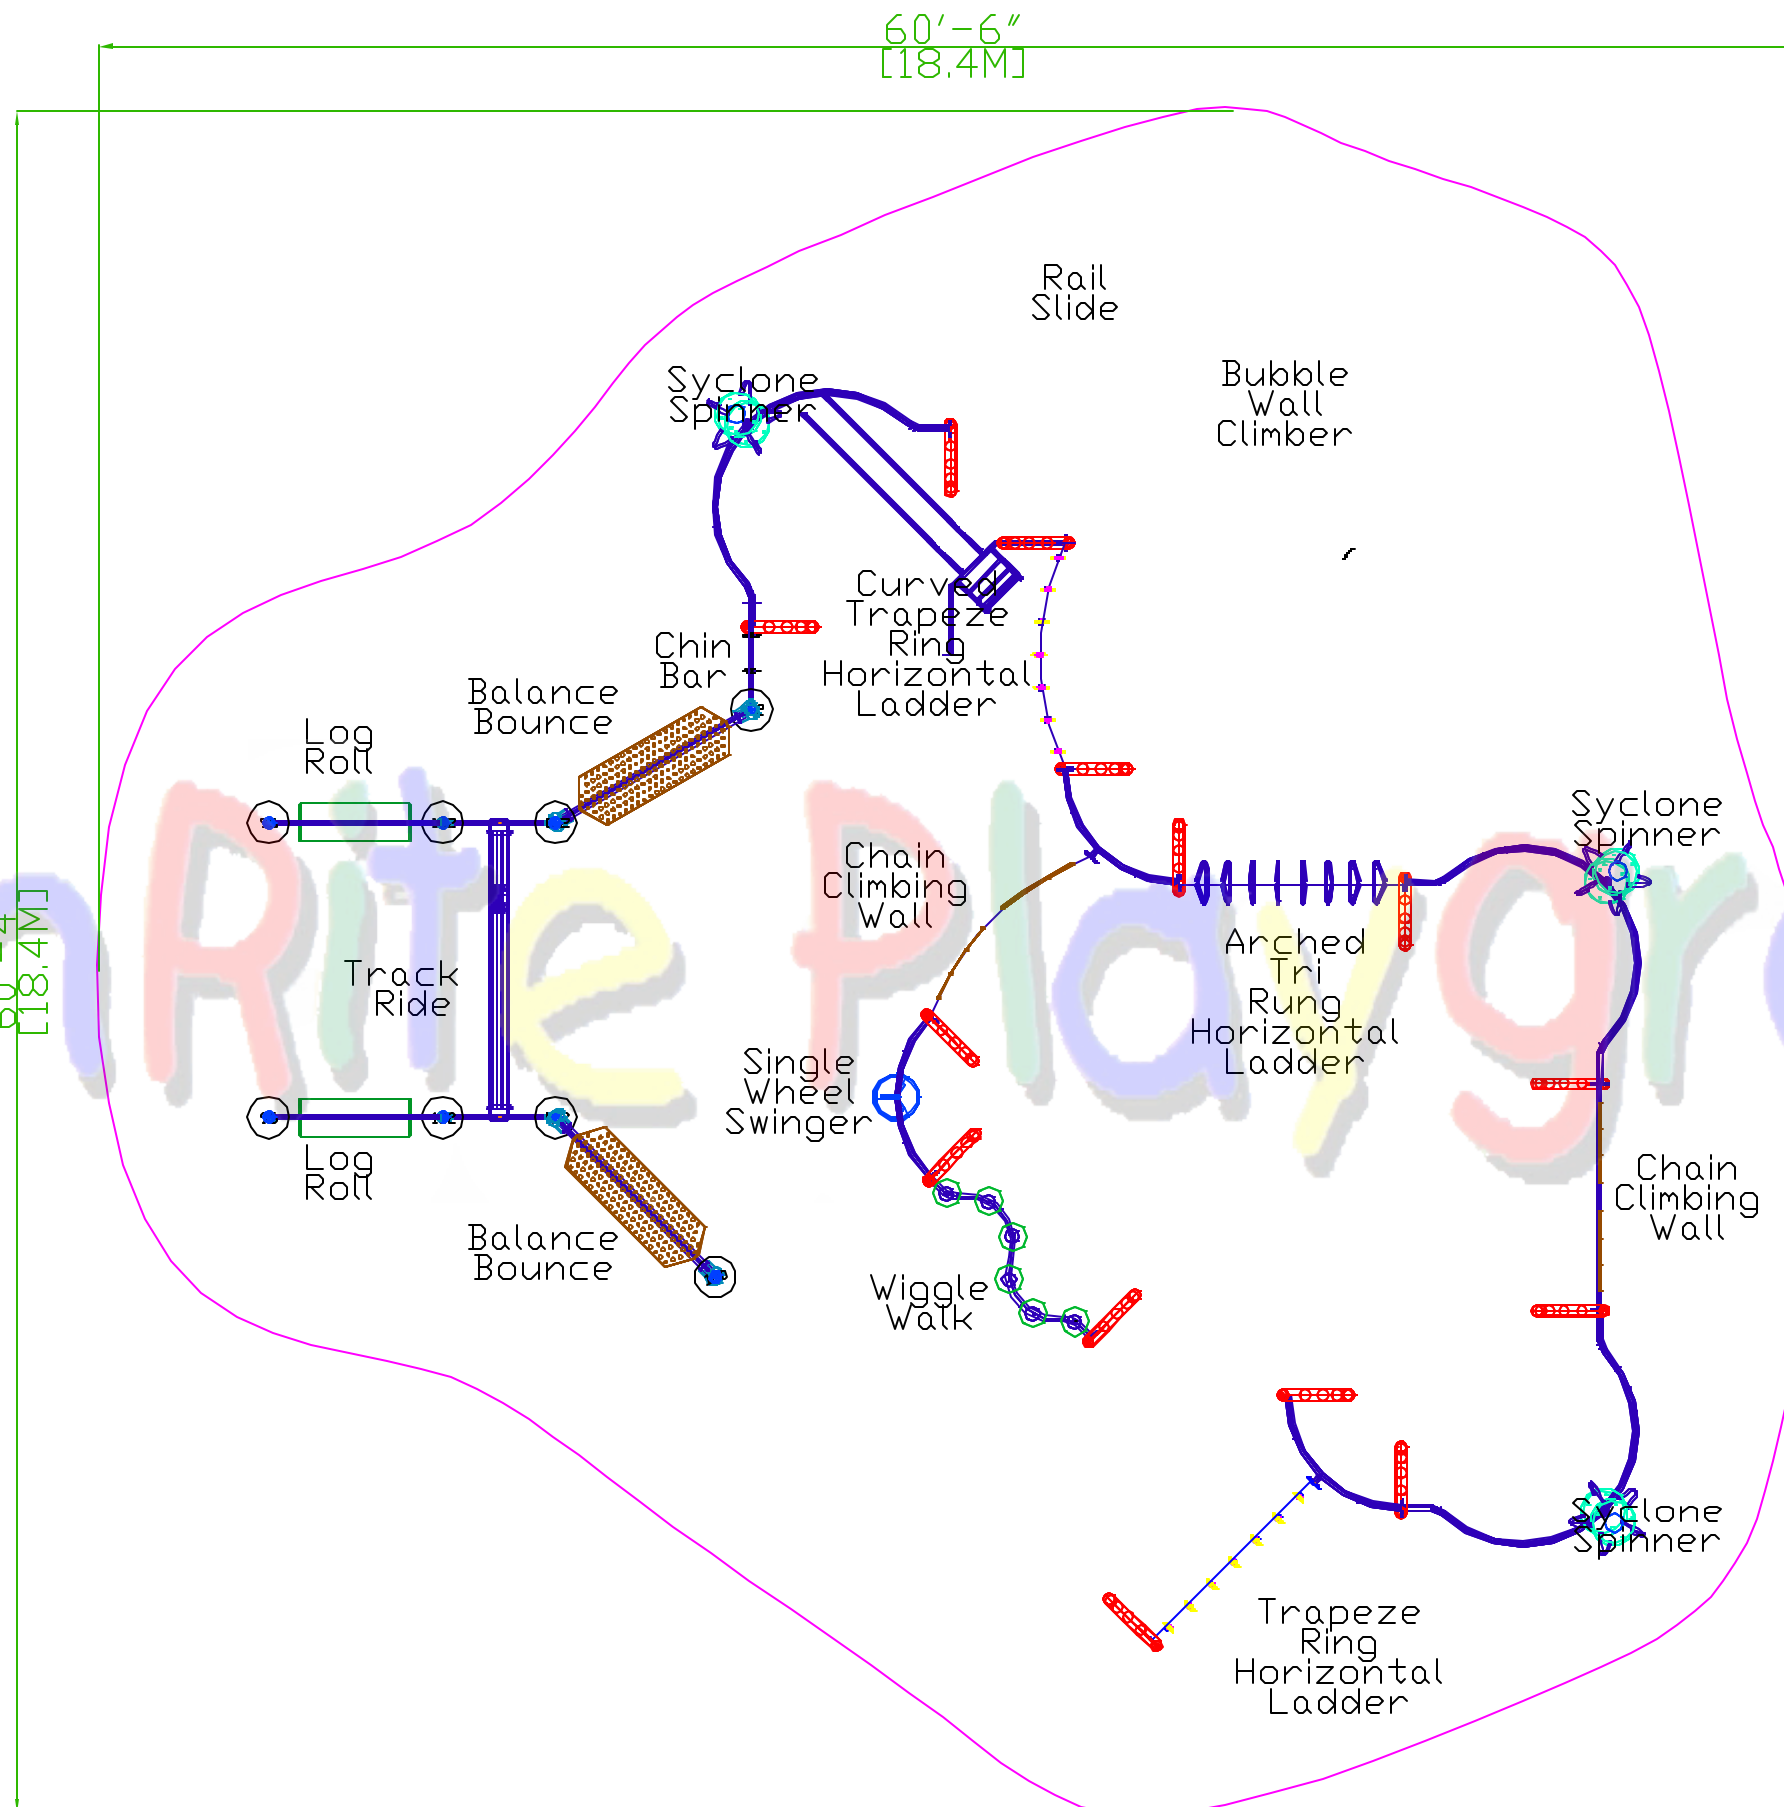 60'-6"
[18.4M]
Rail
Slide
Bubble
Wall
Climber
Syclone
Spinner
Curved
Trapeze
Ring
Horizontal
Ladder
Chin
Bar
Balance
Bounce
Log
Roll
Syclone
Spinner
Chain
Climbing
Wall
nRite Playgr
[18.4M]
Track
Ride
Arched
Tri
Rung
Horizontal
Ladder
Single
Wheel
Swinger
Log
Roll
Chain
Climbing
Wall
Balance
Bounce
Wiggle
Walk
Syclone
Spinner
Trapeze
Ring
Horizontal
Ladder